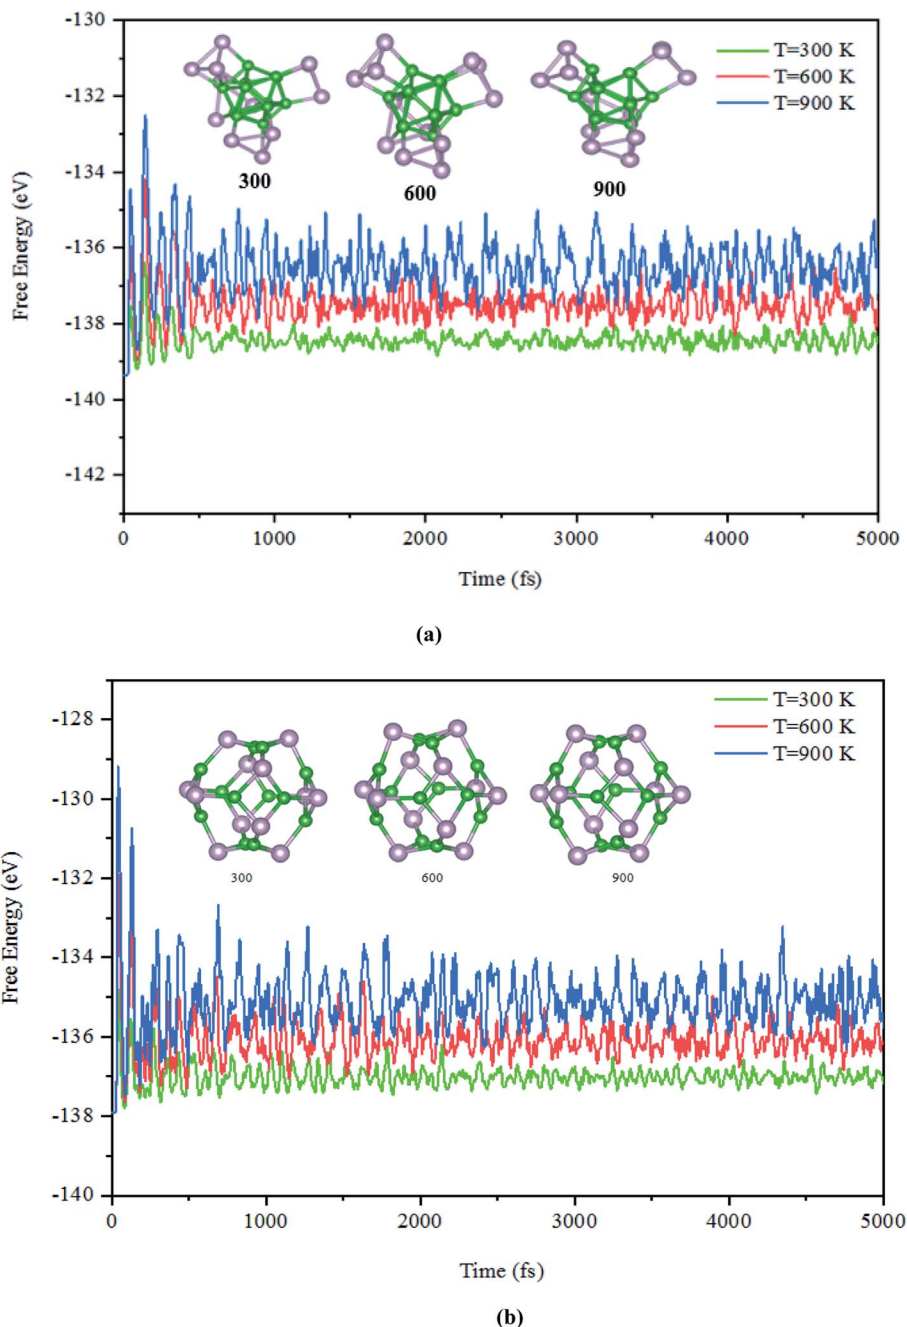 -130
-132
-134
-136
-138
-140
-142
Free Energy (eV)
T=300 K
T=600 K
T=900 K
300
600
900
0 1000 2000 3000 4000 5000
Time (fs)
(a)
-128
-130
-132
-134
-136
-138
-140
Free Energy (eV)
T=300 K
T=600 K
T=900 K
300 600 900
0 1000 2000 3000 4000 5000
Time (fs)
(b)